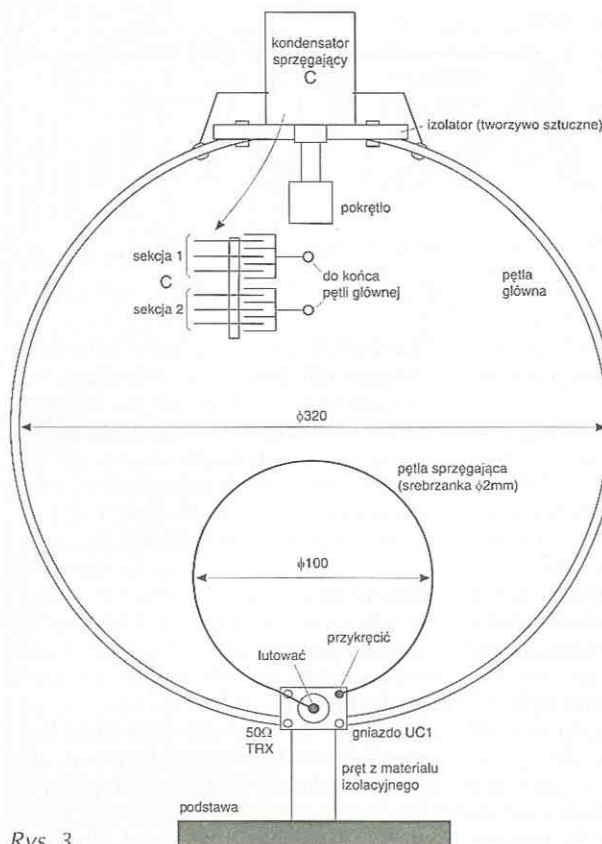 kondensator
sprzęgający
C
izolator (tworzywo sztuczne)
pokrętło
sekcja 1
C
sekcja 2
do końca
pętli głównej
pętla
główna
ϕ320
pętla sprzęgająca
(srebrzanka ϕ2mm)
ϕ100
przykręcić
lutować
50Ω
TRX
gniazdo UC1
pręt z materiału
izolacyjnego
podstawa
Rys. 3